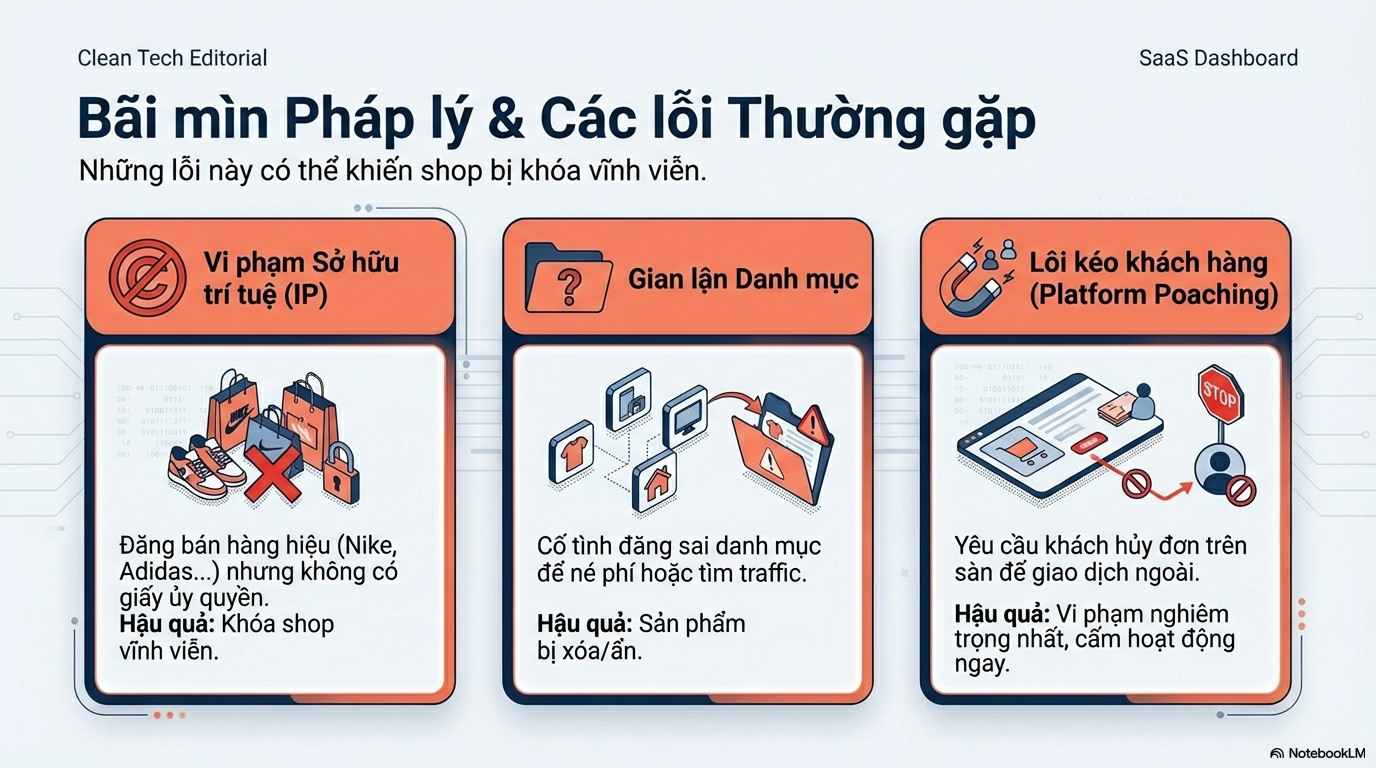 Clean Tech Editorial
SaaS Dashboard
Bãi mìn Pháp lý & Các lỗi Thường gặp
Những lỗi này có thể khiến shop bị khóa vĩnh viễn.
Vi phạm Sở hữu
trí tuệ (IP)
Đăng bán hàng hiệu (Nike,
Adidas...) nhưng không có
giấy ủy quyền.
Hậu quả: Khóa shop
vĩnh viễn.
?
Gian lận Danh mục
Cố tình đăng sai danh mục
để né phí hoặc tìm traffic.
Hậu quả: Sản phẩm
bị xóa/ẩn.
Lôi kéo khách hàng
(Platform Poaching)
STOP
Yêu cầu khách hủy đơn trên
sàn để giao dịch ngoài.
Hậu quả: Vi phạm nghiêm
trọng nhất, cấm hoạt động
ngay.
NotebookLM